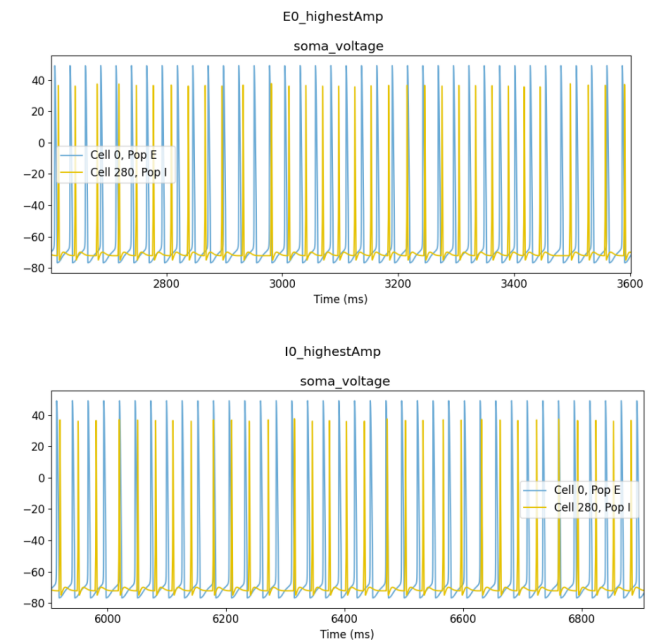 E0_highestAmp
soma_voltage
40
20
0
−20
−40
−60
−80
Cell 0, Pop E
Cell 280, Pop I
2800
3000
3200
3400
3600
Time (ms)
I0_highestAmp
soma_voltage
40
20
0
−20
−40
−60
−80
Cell 0, Pop E
Cell 280, Pop I
6000
6200
6400
6600
6800
Time (ms)